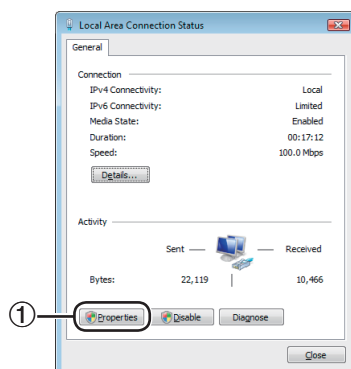 Local Area Connection Status
General
Connection
IPv4 Connectivity: Local
IPv6 Connectivity: Limited
Media State: Enabled
Duration: 00:17:12
Speed: 100.0 Mbps
Details...
Activity
Sent — — Received
Bytes: 22,119 | 10,466
① Properties Disable Diagnose
Close